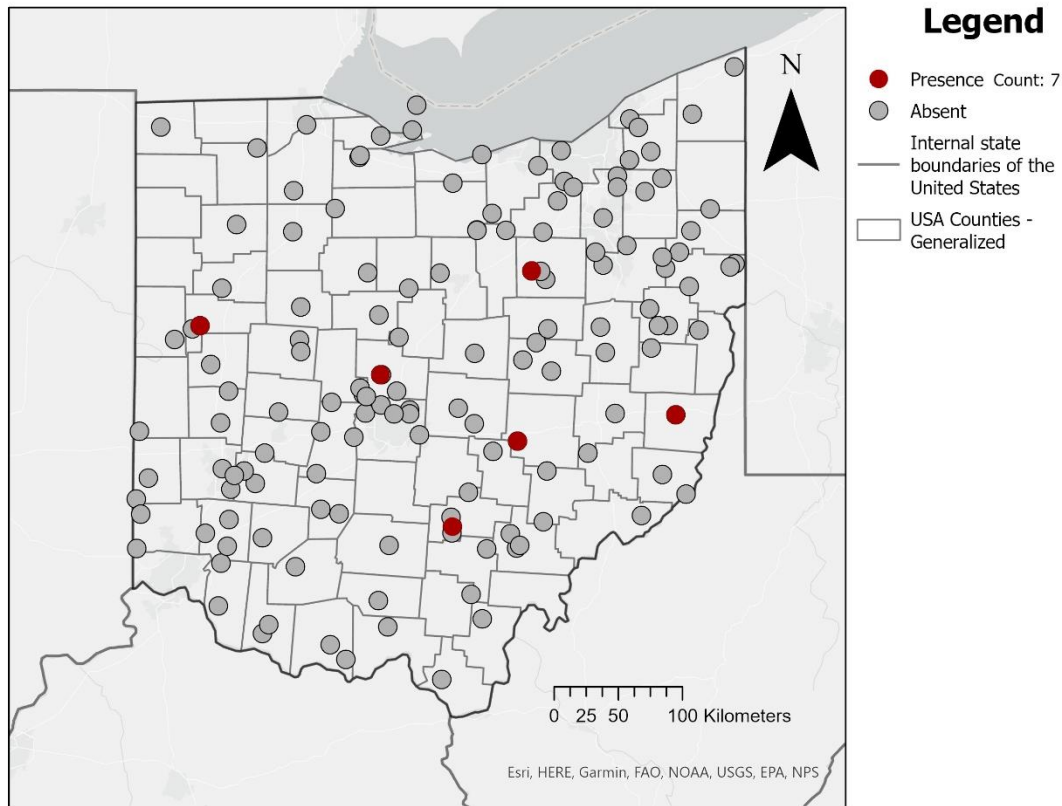 Legend
N
Presence Count: 7
Absent
Internal state
boundaries of the
United States
USA Counties -
Generalized
0 25 50 100 Kilometers
Esri, HERE, Garmin, FAO, NOAA, USGS, EPA, NPS